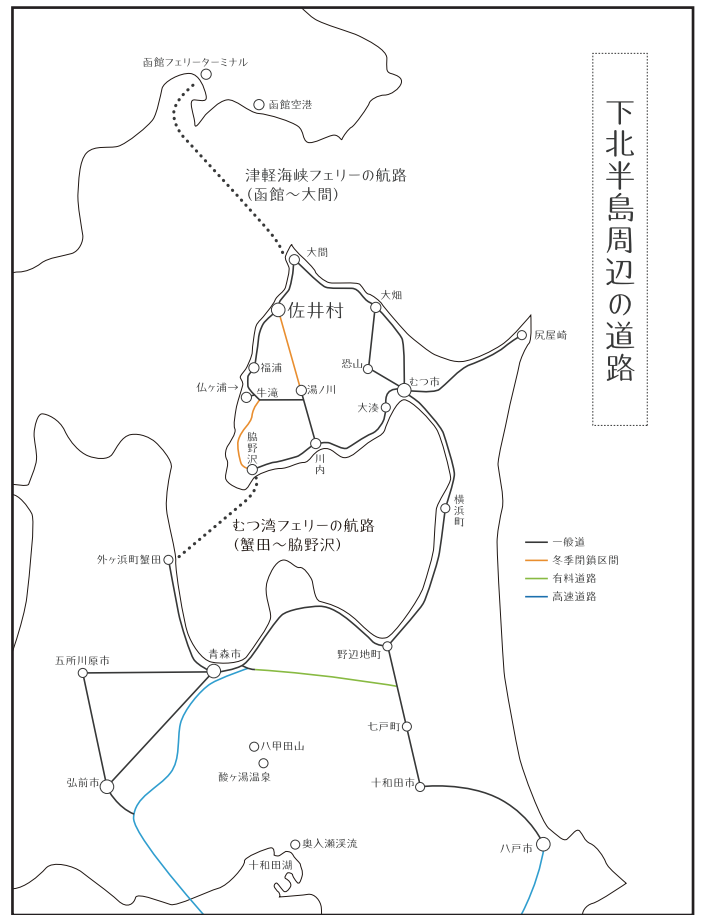 下北半島周辺の道路
函館フェリーターミナル
函館空港
津軽海峡フェリーの航路
(函館〜大間)
大間
大畑
佐井村
尻屋崎
福浦
恐山
むつ市
仏ヶ浦→
牛滝
湯ノ川
大湊
脇野沢
川内
横浜町
むつ湾フェリーの航路
(蟹田〜脇野沢)
外ヶ浜町蟹田
一般道
冬季閉鎖区間
有料道路
高速道路
青森市
野辺地町
五所川原市
七戸町
八甲田山
酸ヶ湯温泉
弘前市
十和田市
奥入瀬渓流
八戸市
十和田湖